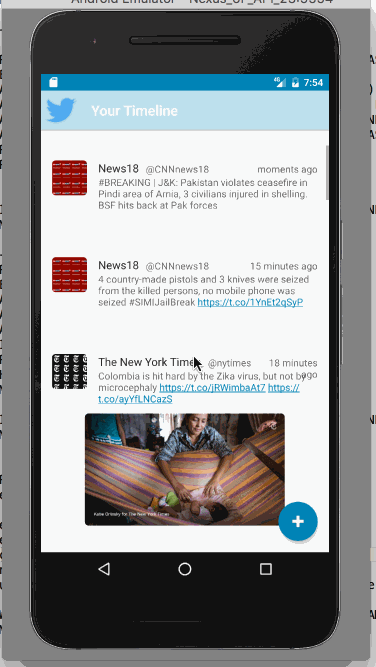 Android Emulator - Nexus_6P_API_23:5554
7:54
Your Timeline
News18 @CNNnews18 moments ago
#BREAKING | J&K: Pakistan violates ceasefire in
Pindi area of Arnia, 3 civilians injured in shelling.
BSF hits back at Pak forces
News18 @CNNnews18 15 minutes ago
4 country-made pistols and 3 knives were seized
from the killed persons, no mobile phone was
seized #SIMIJailBreak https://t.co/1YnEt2qSyP
The New York Times @nytimes 18 minutes
ago
Colombia is hit hard by the Zika virus, but not by
microcephaly https://t.co/jRWimbaAt7 https://
t.co/ayYfLNCazS
Katie Orlinsky for The New York Times